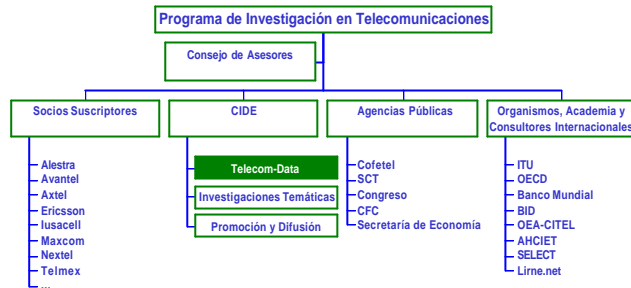 Programa de Investigación en Telecomunicaciones
Consejo de Asesores
Socios Suscriptores
CIDE
Agencias Públicas
Organismos, Academia y
Consultores Internacionales
Alestra
Avantel
Axtel
Ericsson
Iusacell
Maxcom
Nextel
Telmex
...
Telecom-Data
Investigaciones Temáticas
Promoción y Difusión
Cofetel
SCT
Congreso
CFC
Secretaría de Economía
ITU
OECD
Banco Mundial
BID
OEA-CITEL
AHCIET
SELECT
Lirne.net